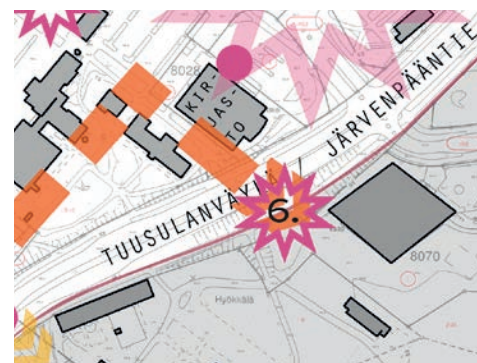 8028
KIR-
JAS-
TO
TUUSULANVÄYLÄ / JÄRVENPÄÄNTIE
6.
8070
Hyökkälä